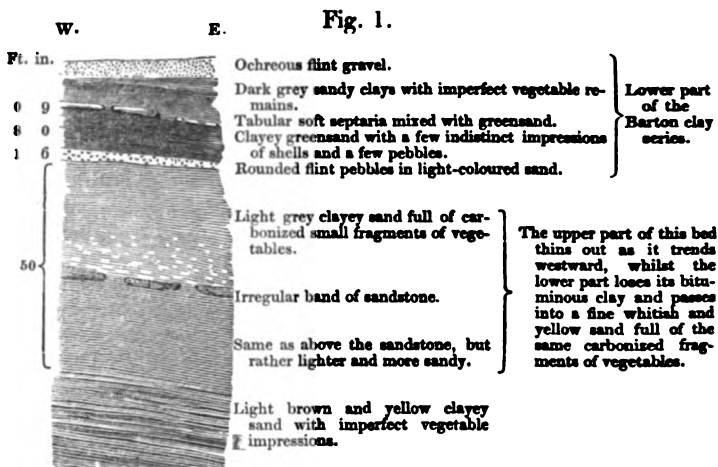 Fig. 1.
W. E.
Ft. in.
Ochreous flint gravel.
Dark grey sandy clays with imperfect vegetable re-
mains.
0 9 Tabular soft septaria mixed with greensand.
8 0 Clayey greensand with a few indistinct impressions
of shells and a few pebbles.
1 6 Rounded flint pebbles in light-coloured sand.
Lower part
of the
Barton clay
series.
50
Light grey clayey sand full of car-
bonized small fragments of vege-
tables.
Irregular band of sandstone.
Same as above the sandstone, but
rather lighter and more sandy.
The upper part of this bed
thins out as it trends
westward, whilst the
lower part loses its bitu-
minous clay and passes
into a fine whitish and
yellow sand full of the
same carbonized frag-
ments of vegetables.
Light brown and yellow clayey
sand with imperfect vegetable
impressions.